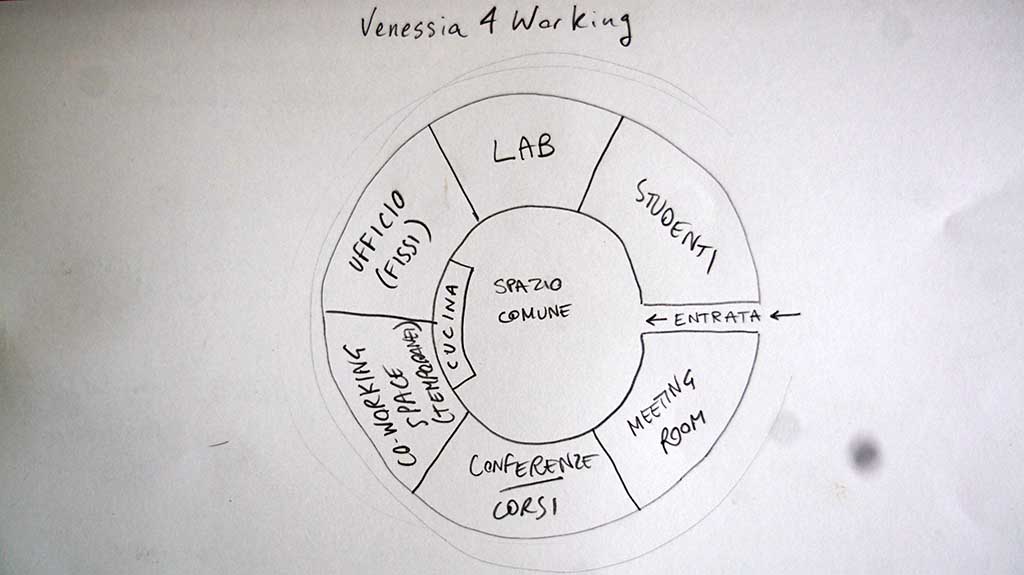 Venessia 4 Working
LAB
STUDENTI
UFFICIO
(FISSI)
SPAZIO
COMUNE
CUCINA
← ENTRATA ←
CO-WORKING
SPACE
(TEMPORANEI)
MEETING
ROOM
CONFERENZE
CORSI